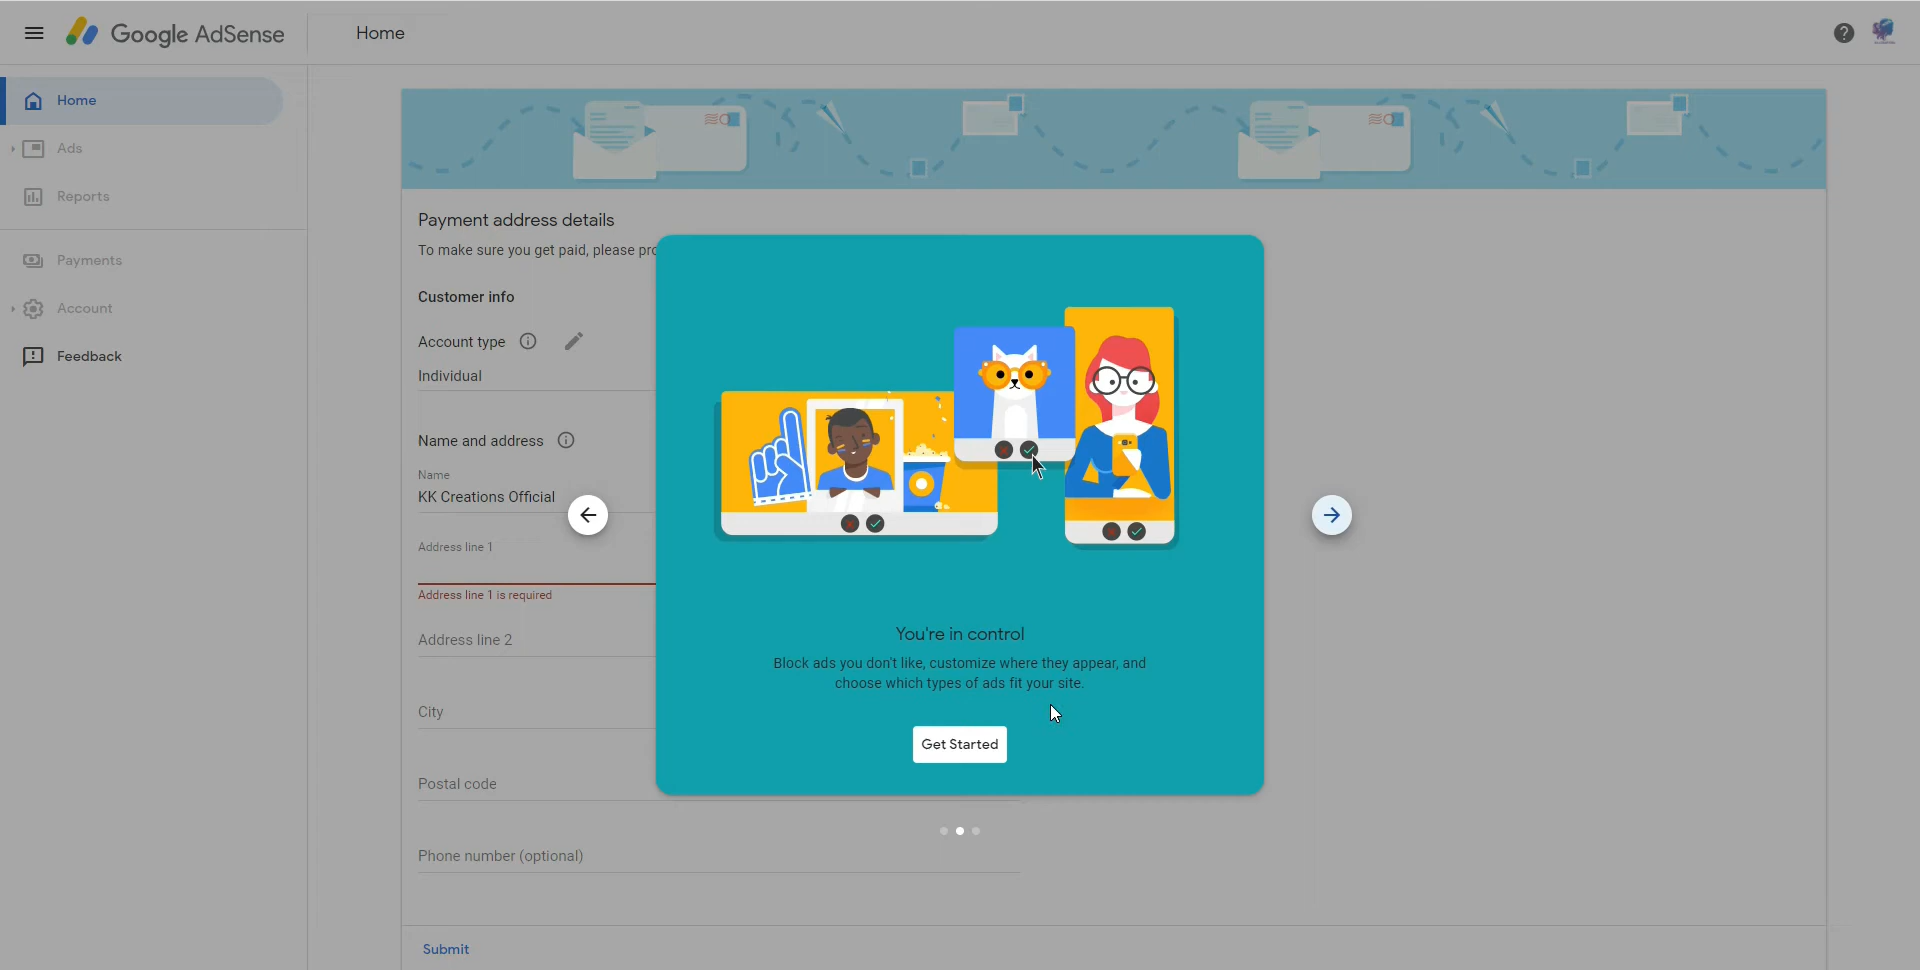 Google AdSense
Home
Home
Ads
Reports
Payments
Account
Feedback
Payment address details
To make sure you get paid, please
Customer info
Account type
Individual
Name and address
Name
KK Creations Official
Address line 1
Address line 1 is required
Address line 2
City
Postal code
Phone number (optional)
Submit
You're in control
Block ads you don't like, customize where they appear, and
choose which types of ads fit your site.
Get Started